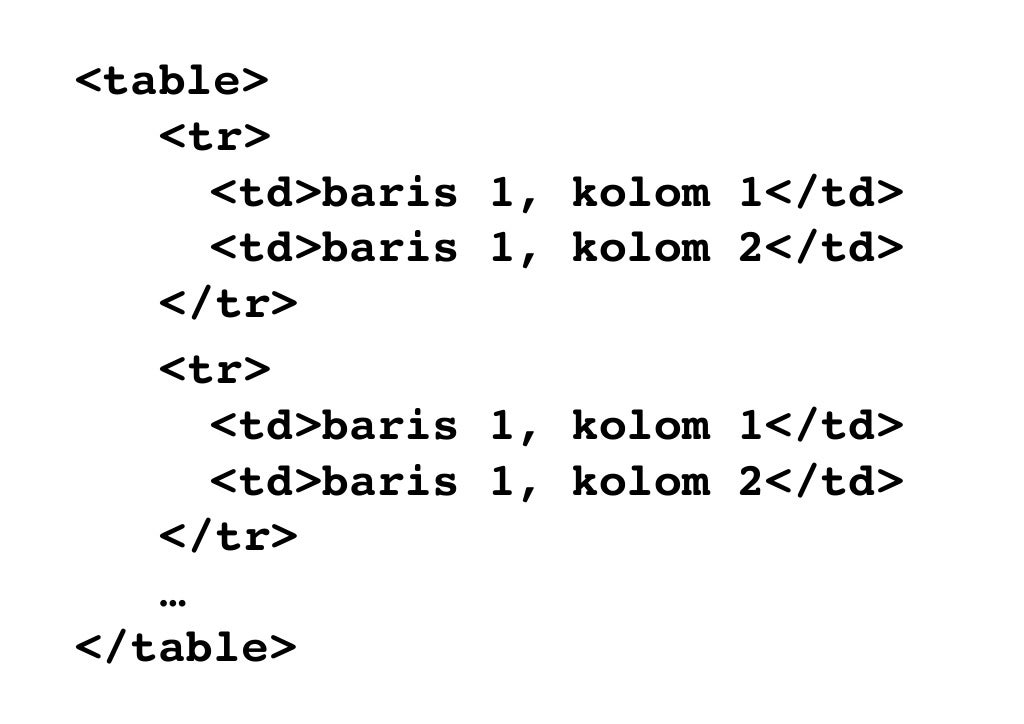 <table>
<tr>
<td>baris 1, kolom 1</td>
<td>baris 1, kolom 2</td>
</tr>
<tr>
<td>baris 1, kolom 1</td>
<td>baris 1, kolom 2</td>
</tr>
…
</table>